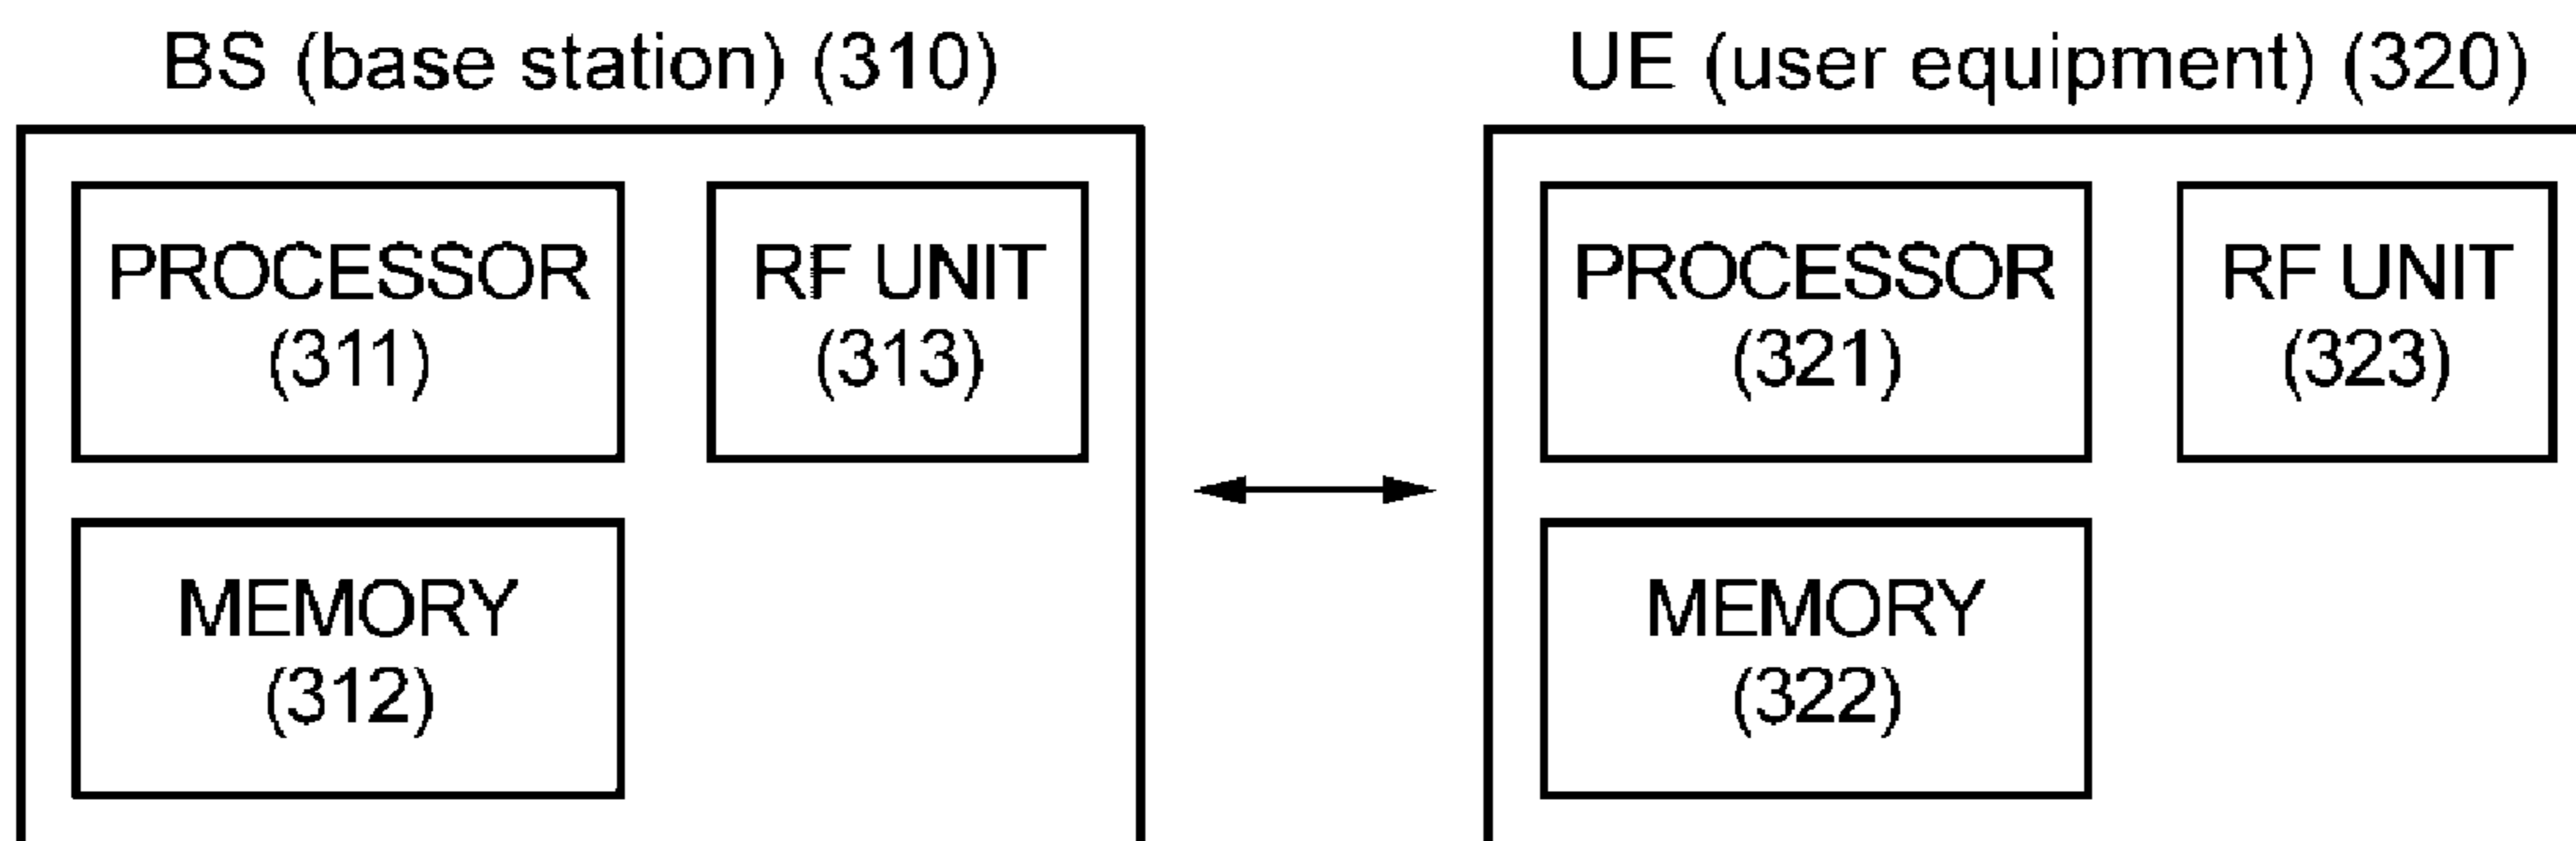 BS (base station) (310)
PROCESSOR
(311)
RF UNIT
(313)
MEMORY
(312)
UE (user equipment) (320)
PROCESSOR
(321)
RF UNIT
(323)
MEMORY
(322)